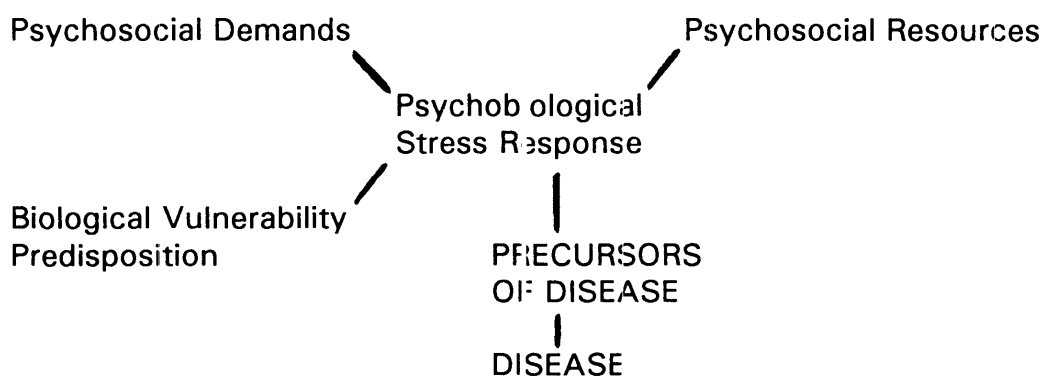 Psychosocial Demands
Psychosocial Resources
Psychobiological
Stress Response
Biological Vulnerability
Predisposition
PRECURSORS
OF DISEASE
DISEASE